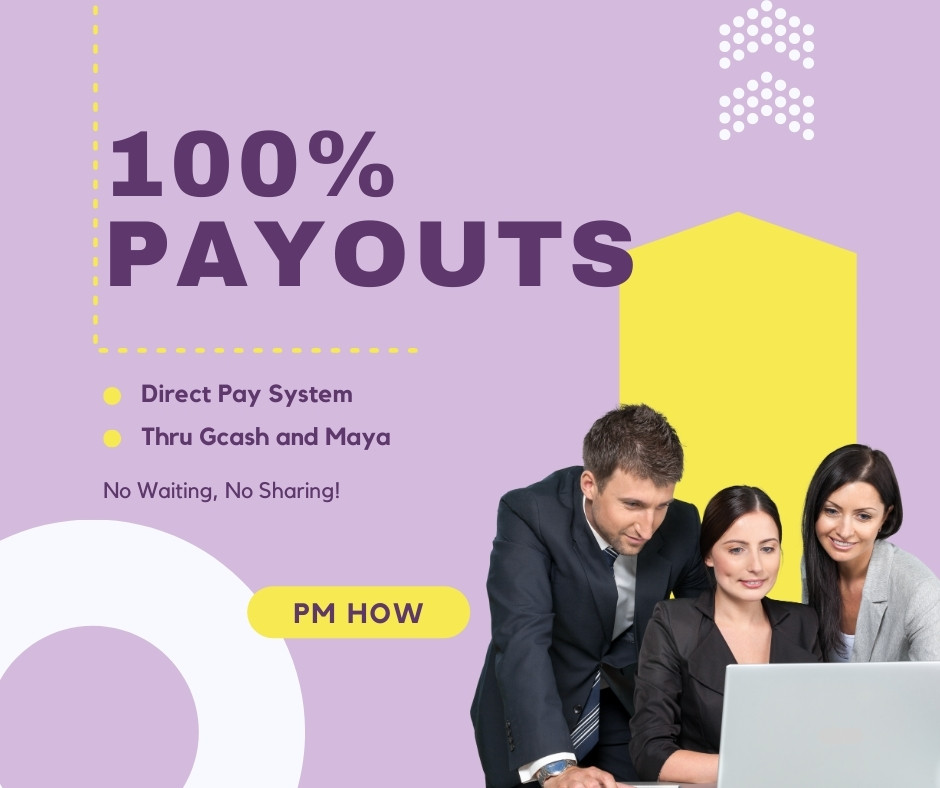 100%
PAYOUTS
Direct Pay System
Thru Gcash and Maya
No Waiting, No Sharing!
PM HOW